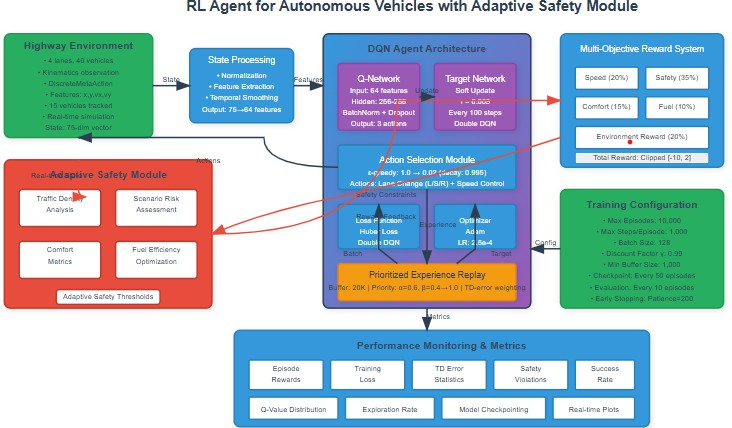 RL Agent for Autonomous Vehicles with Adaptive Safety Module
Highway Environment
• 4 lanes, 40 vehicles
• Kinematics observation
• DiscreteMetaAction
• Features: x,y,vx,vy
• 15 vehicles tracked
• Real-time simulation
State: 75-dim vector
State
State Processing
• Normalization
• Feature Extraction
• Temporal Smoothing
Output: 75→64 features
Features
DQN Agent Architecture
Q-Network
Input: 64 features
Hidden: 256-256
BatchNorm + Dropout
Output: 3 actions
Update
Target Network
Soft Update
Every 100 steps
Double DQN
Action Selection Module
ε-greedy: 1.0 → 0.02 (decay: 0.995)
Actions: Lane Change (L/S/R) + Speed Control
Safety Constraints
Reward Feedback
Loss Function
Huber Loss
Double DQN
Experience
Optimizer
Adam
LR: 2.5e-4
Batch
Target
Prioritized Experience Replay
Buffer: 20K | Priority: α=0.6, β=0.4→1.0 | TD-error weighting
Multi-Objective Reward System
Speed (20%)
Safety (35%)
Comfort (15%)
Fuel (10%)
Environment Reward (20%)
Total Reward: Clipped [-10, 2]
Actions
Adaptive Safety Module
Traffic Density
Analysis
Scenario Risk
Assessment
Comfort
Metrics
Fuel Efficiency
Optimization
Adaptive Safety Thresholds
Config
Training Configuration
• Max Episodes: 10,000
• Max Steps/Episode: 1,000
• Batch Size: 128
• Discount Factor γ: 0.99
• Min Buffer Size: 1,000
• Checkpoint: Every 50 episodes
• Evaluation: Every 10 episodes
• Early Stopping: Patience=200
Metrics
Performance Monitoring & Metrics
Episode
Rewards
Training
Loss
TD Error
Statistics
Safety
Violations
Success
Rate
Q-Value Distribution
Exploration Rate
Model Checkpointing
Real-time Plots